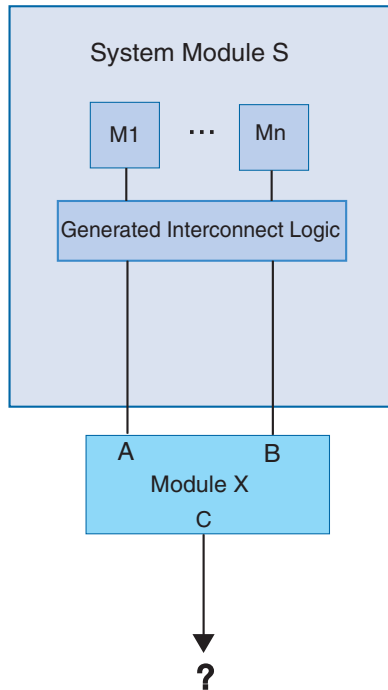 System Module S
M1 ... Mn
Generated Interconnect Logic
A B
Module X
C
?